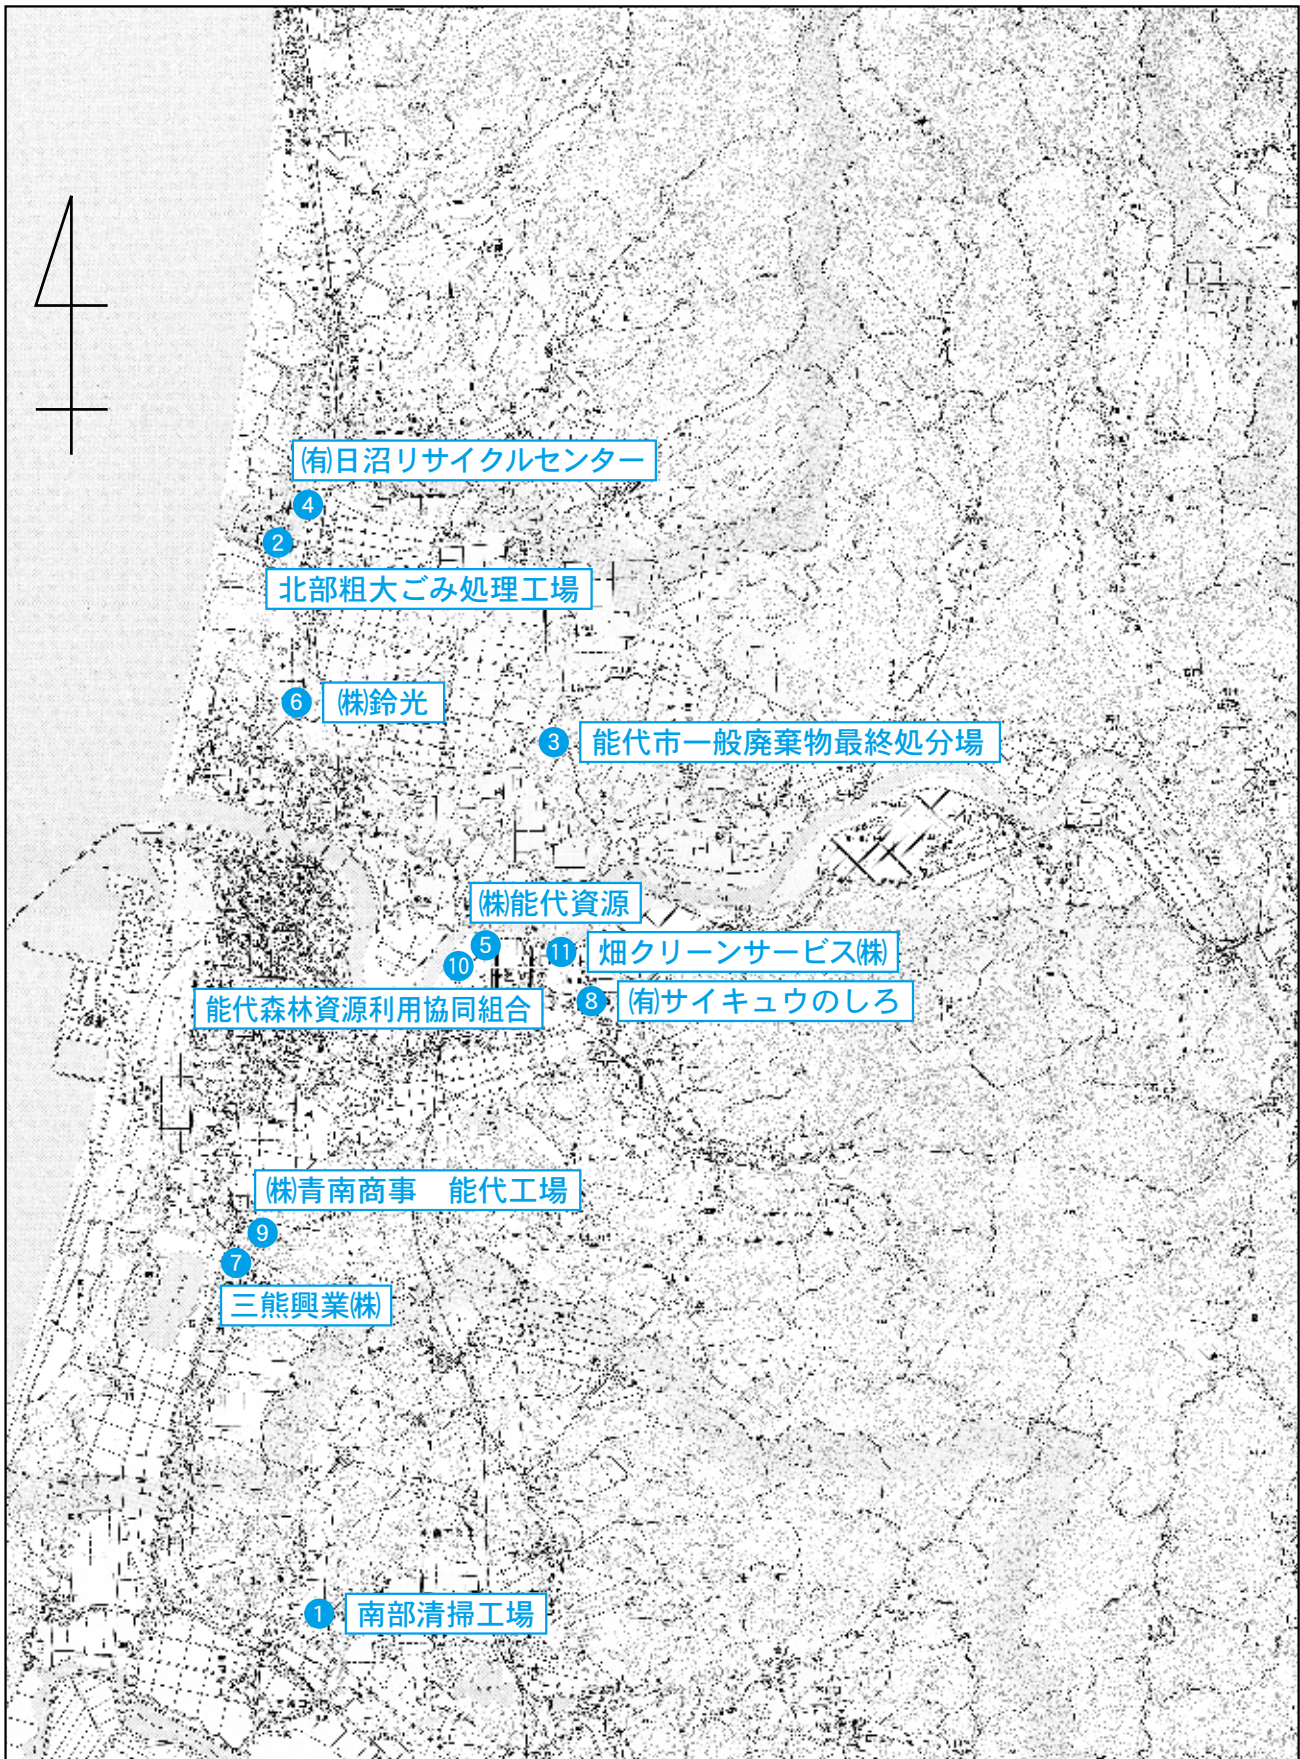 ㈲日沼リサイクルセンター
4
2
北部粗大ごみ処理工場
6 ㈱鈴光
3 能代市一般廃棄物最終処分場
㈱能代資源
5
10
11 畑クリーンサービス㈱
8 ㈲サイキュウのしろ
能代森林資源利用協同組合
㈱青南商事　能代工場
9
7
三熊興業㈱
1 南部清掃工場